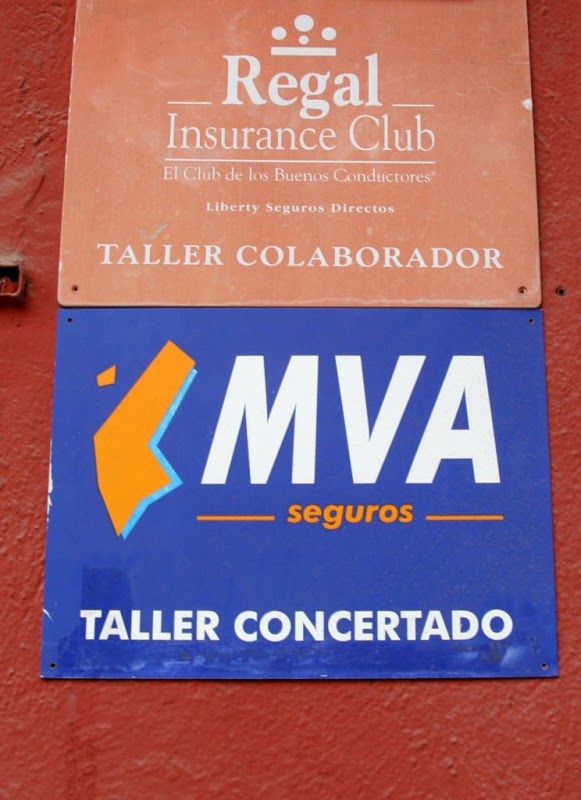 Regal
Insurance Club
El Club de los Buenos Conductores®
Liberty Seguros Directos
TALLER COLABORADOR
MVA
seguros
TALLER CONCERTADO